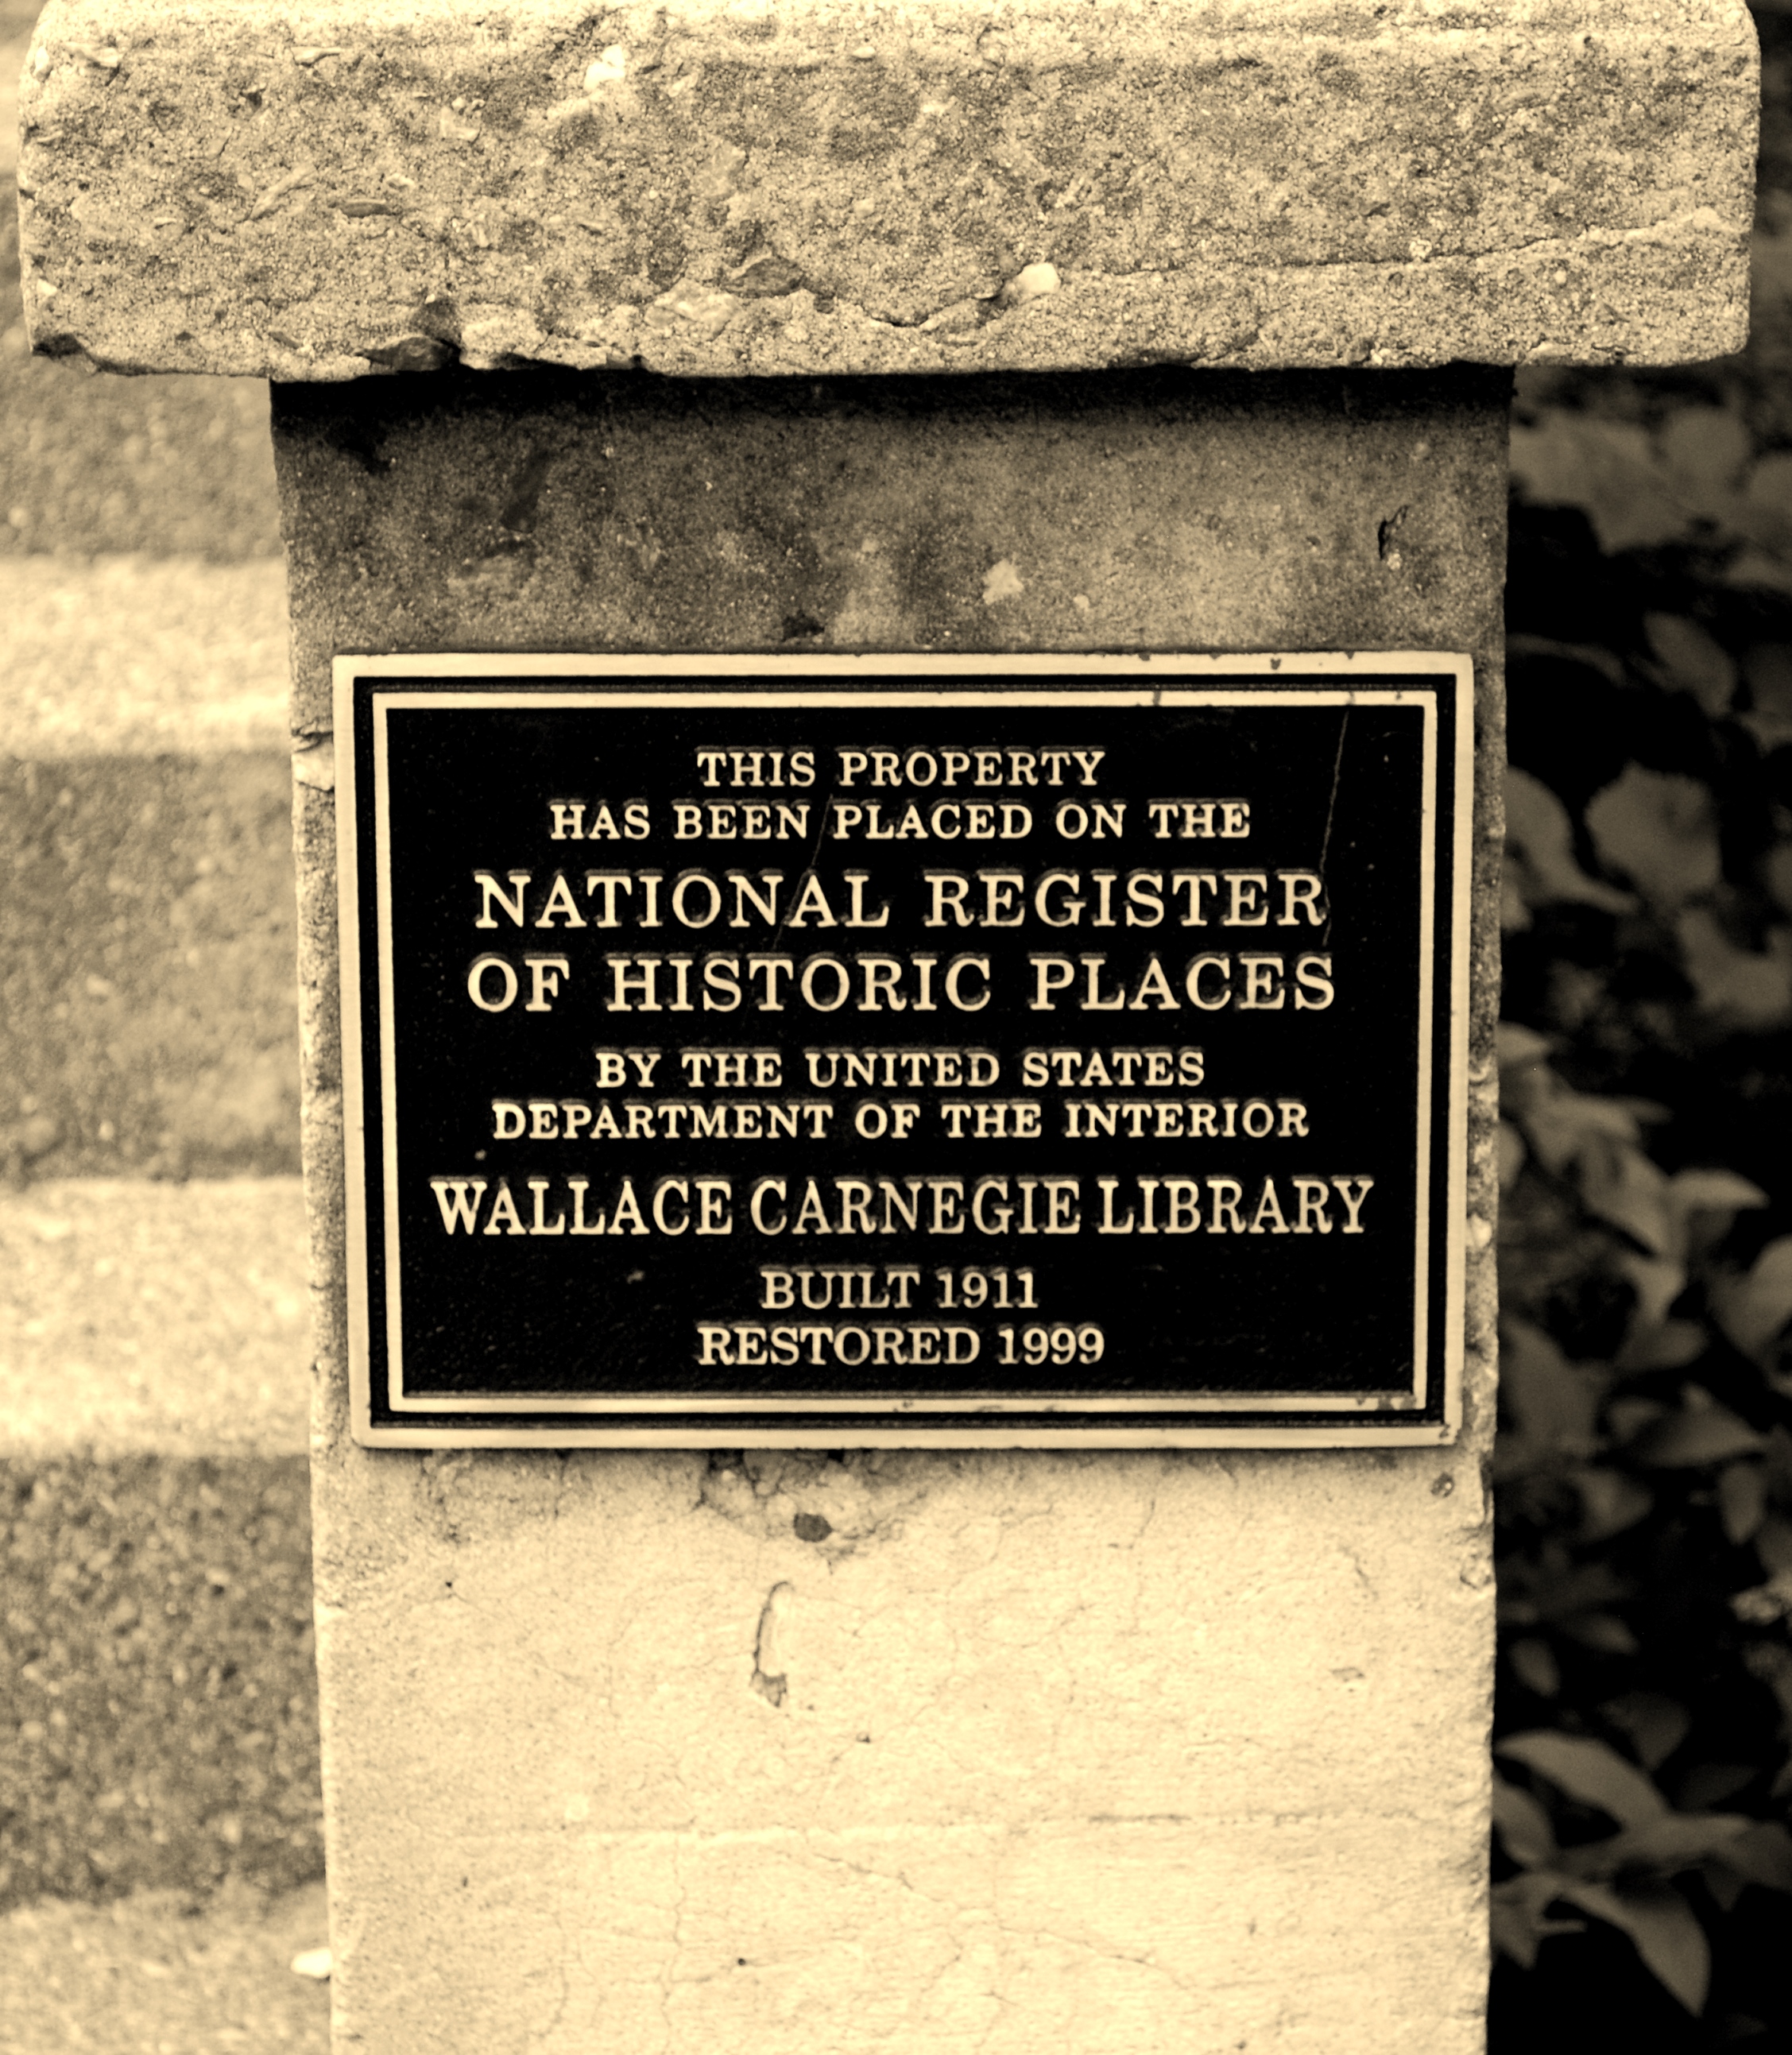 THIS PROPERTY
HAS BEEN PLACED ON THE
NATIONAL REGISTER
OF HISTORIC PLACES
BY THE UNITED STATES
DEPARTMENT OF THE INTERIOR
WALLACE CARNEGIE LIBRARY
BUILT 1911
RESTORED 1999